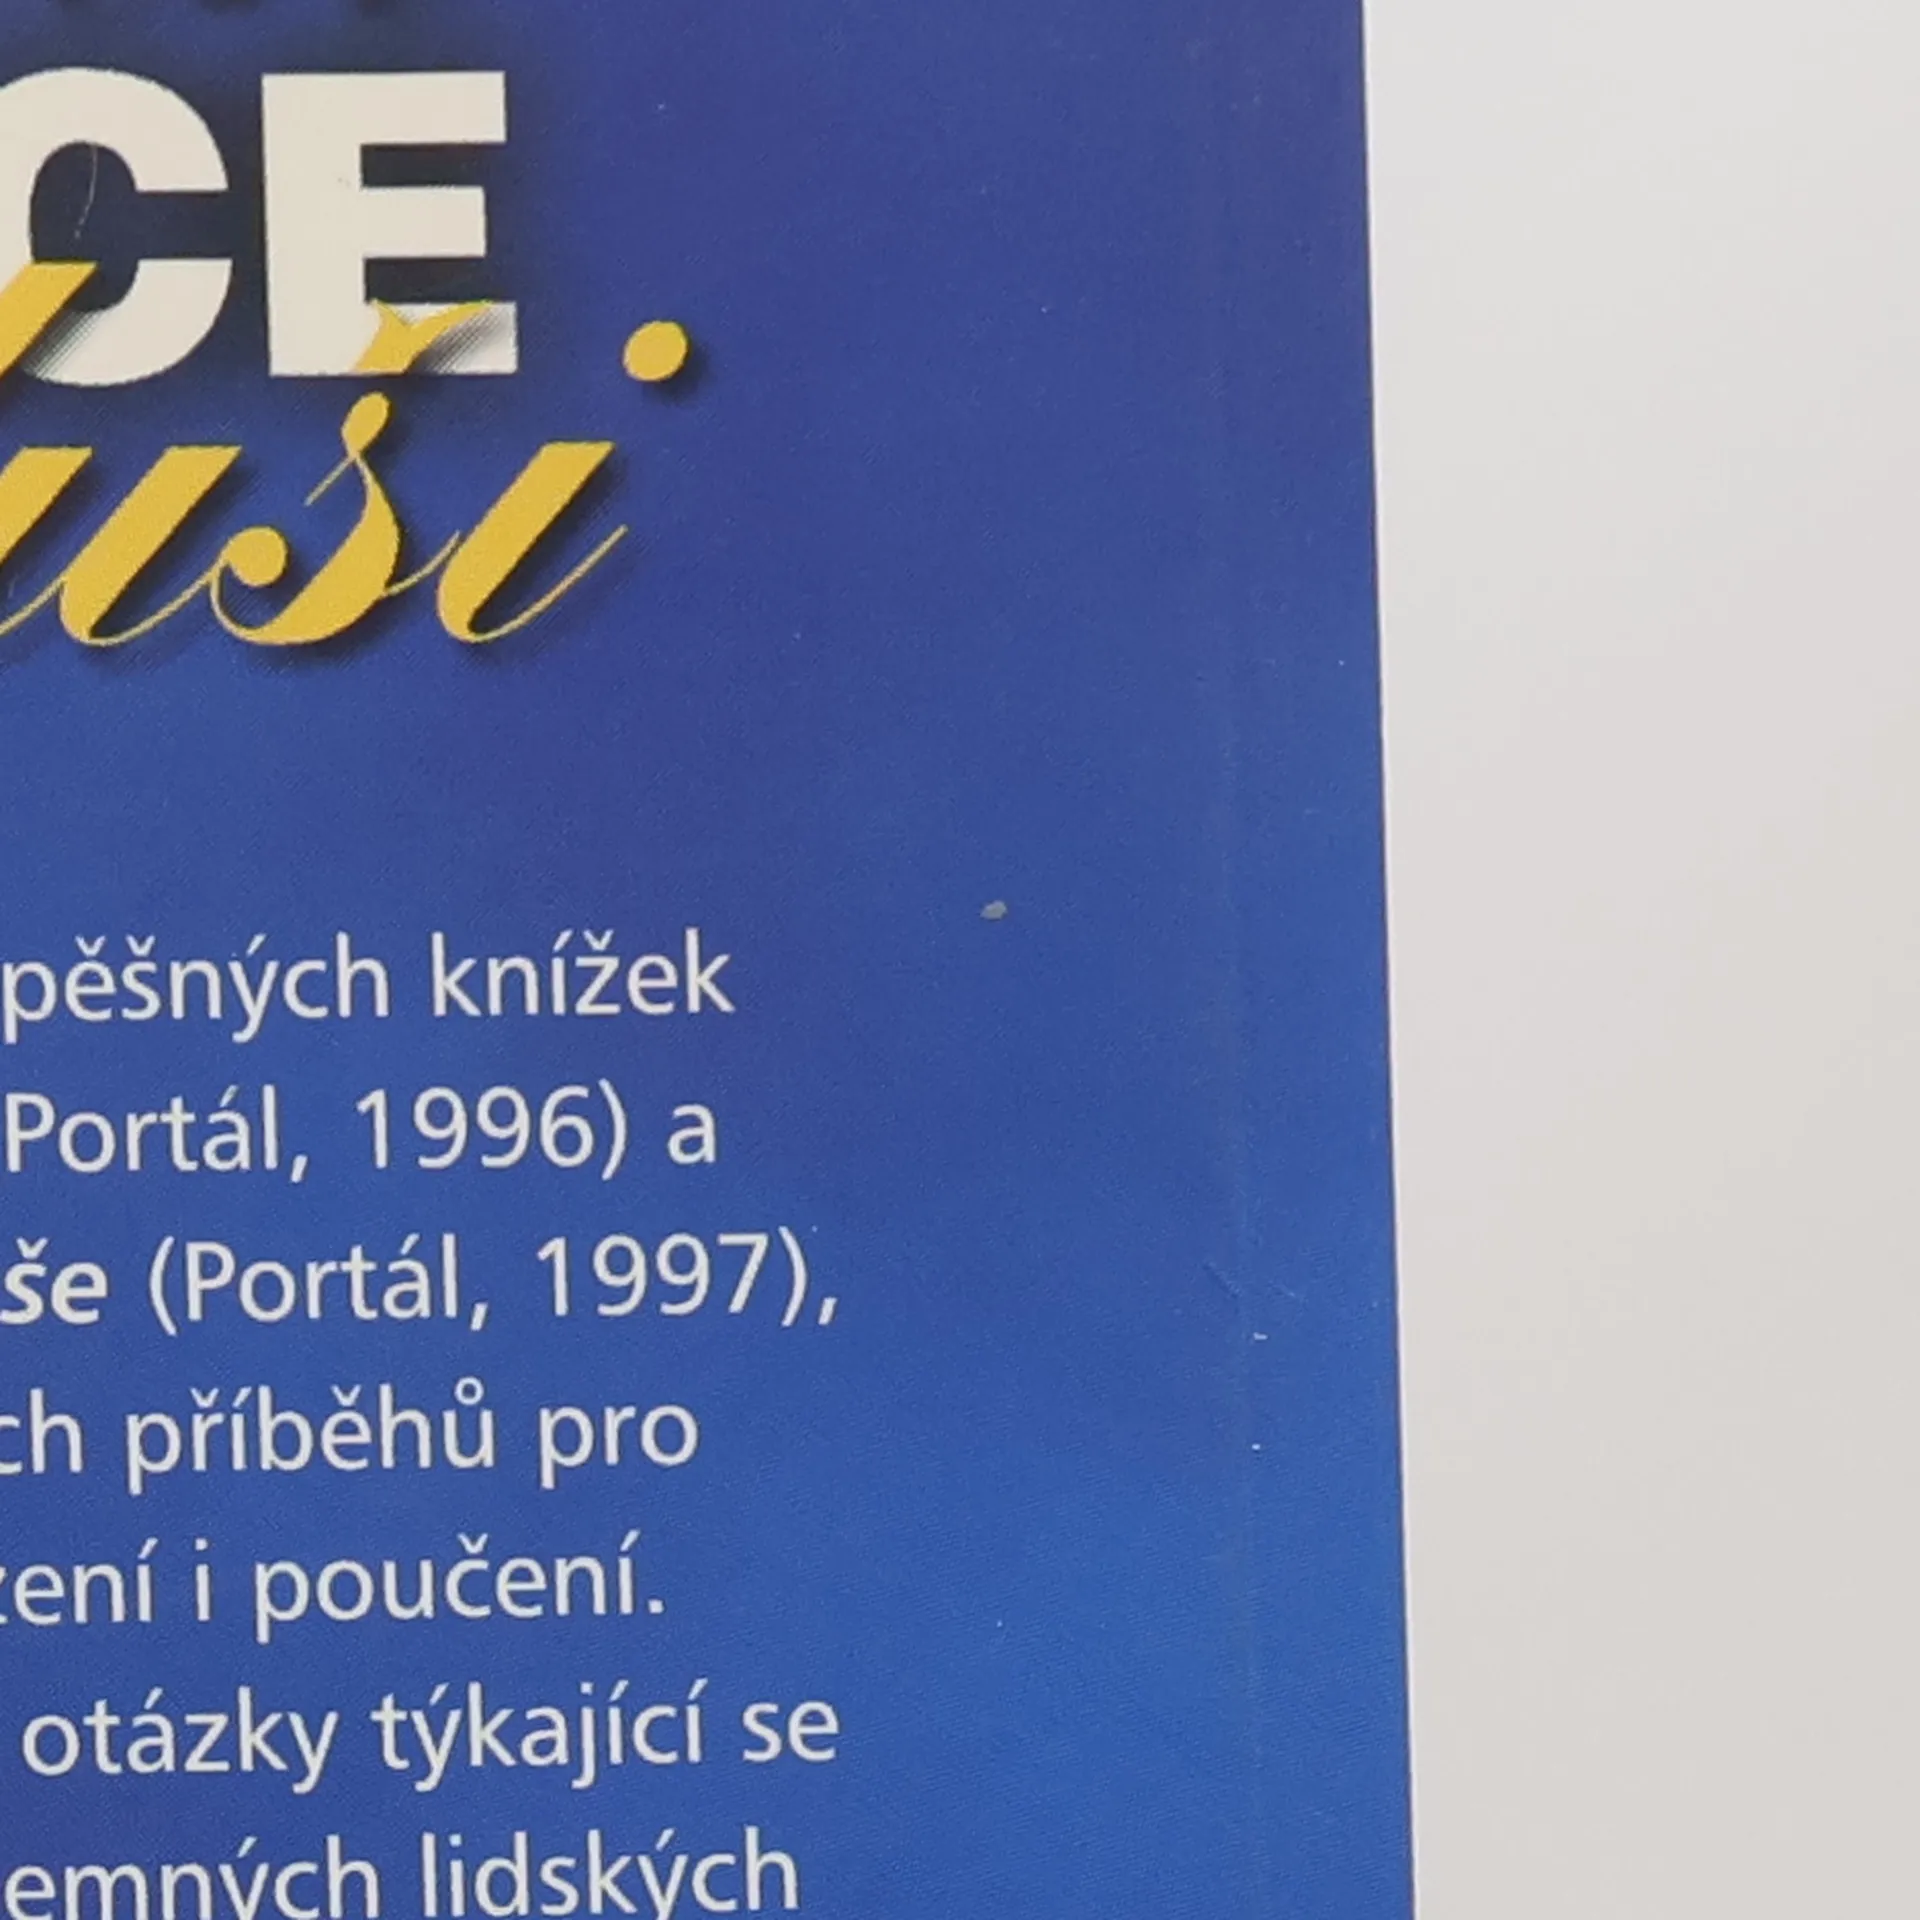 CE
uši
pěšných knížek
Portál, 1996) a
še (Portál, 1997),
ch příběhů pro
zení i poučení.
otázky týkající se
emných lidských